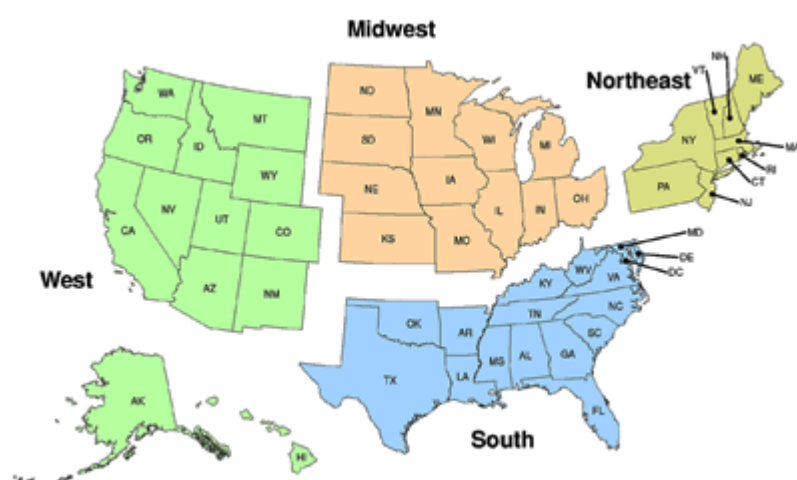 Midwest
Northeast
West
South
WA
OR
ID
MT
WY
NV
UT
CO
CA
AZ
NM
AK
HI
ND
SD
NE
KS
MN
IA
MO
WI
IL
IN
MI
OH
VT
NH
ME
NY
MA
RI
CT
PA
NJ
MD
DE
DC
WV
VA
KY
NC
TN
SC
OK
AR
MS
AL
GA
TX
LA
FL